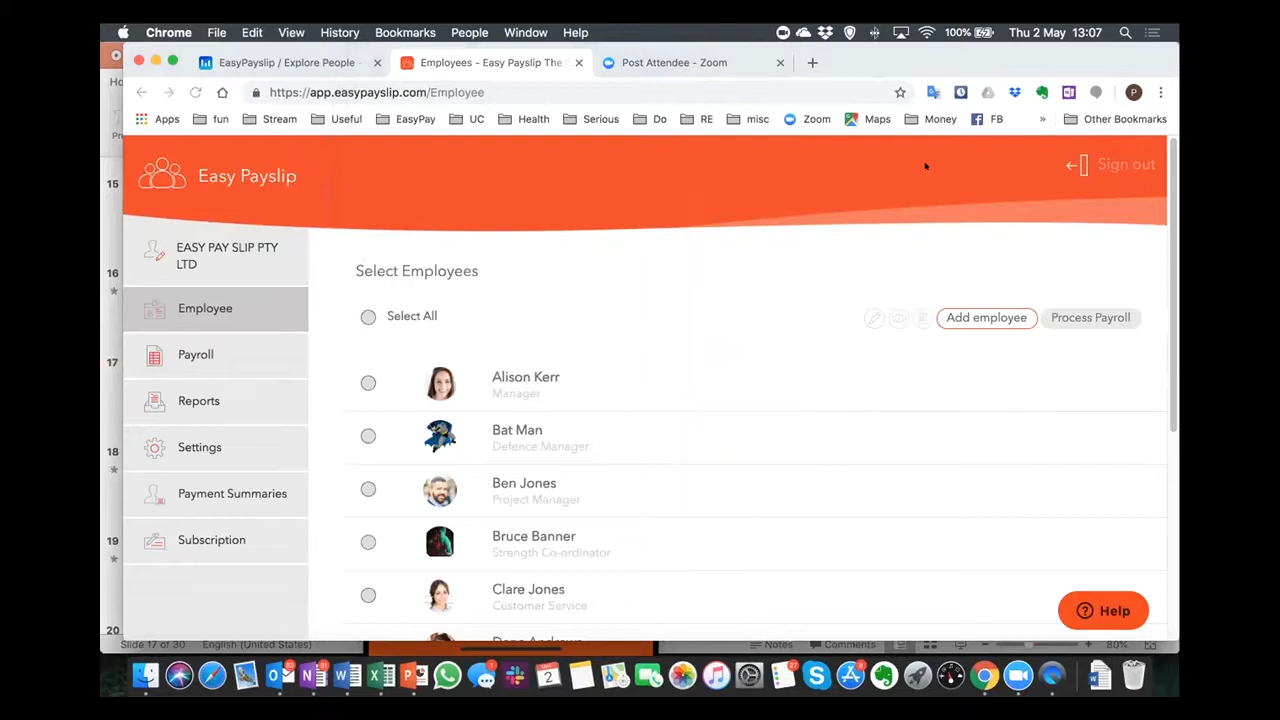 Chrome File Edit View History Bookmarks People Window Help 100% Thu 2 May 13:07
EasyPayslip / Explore People - Employees - Easy Payslip The Post Attendee - Zoom
https://app.easypayslip.com/Employee P
Apps fun Stream Useful EasyPay UC Health Serious Do RE misc Zoom Maps Money FB » Other Bookmarks
Easy Payslip
Sign out
EASY PAY SLIP PTY
LTD
Employee
Payroll
Reports
Settings
Payment Summaries
Subscription
Select Employees
Select All
Add employee Process Payroll
Alison Kerr
Manager
Bat Man
Defence Manager
Ben Jones
Project Manager
Bruce Banner
Strength Co-ordinator
Clare Jones
Customer Service
Help
15
16
17
18
19
20
Slide 17 of 30 English (United States) Notes Comments 80%